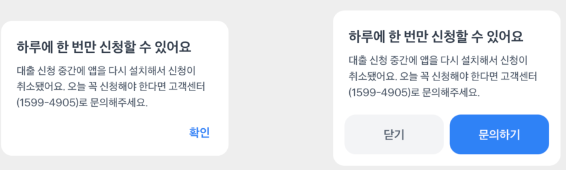 하루에 한 번만 신청할 수 있어요
대출 신청 중간에 앱을 다시 설치해서 신청이
취소됐어요. 오늘 꼭 신청해야 한다면 고객센터
(1599-4905)로 문의해주세요.
확인
하루에 한 번만 신청할 수 있어요
대출 신청 중간에 앱을 다시 설치해서 신청이
취소됐어요. 오늘 꼭 신청해야 한다면 고객센터
(1599-4905)로 문의해주세요.
닫기
문의하기